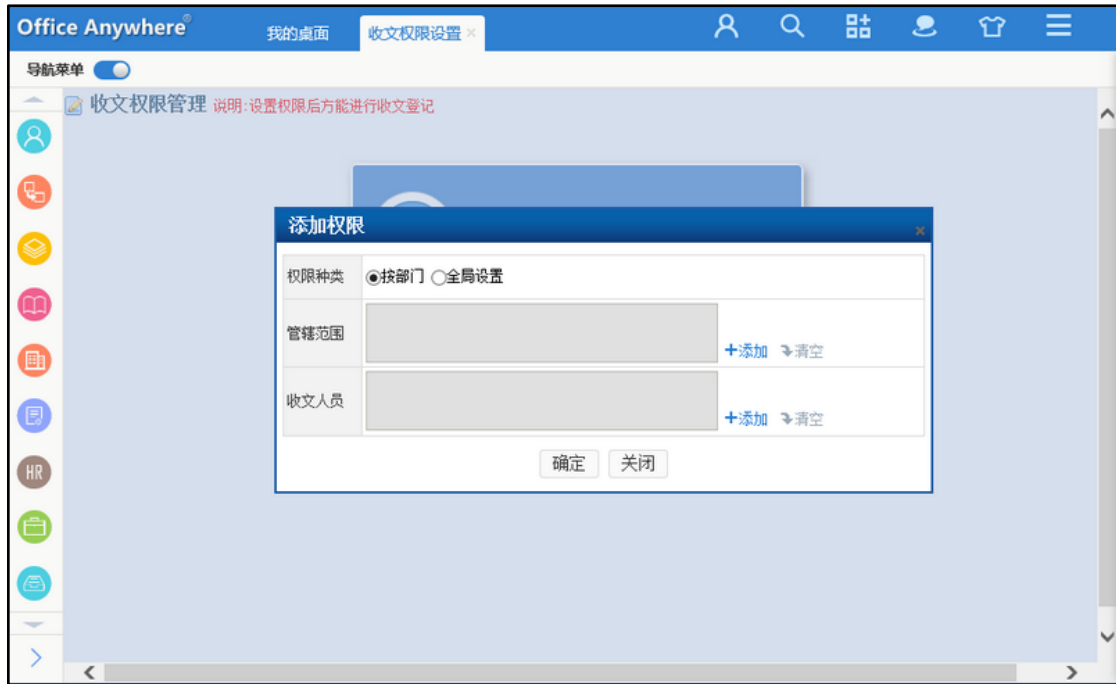 Office Anywhere® 我的桌面 收文权限设置 ×
导航菜单
收文权限管理 说明:设置权限后方能进行收文登记
添加权限 ×
权限种类 按部门 全局设置
管辖范围 +添加 清空
收文人员 +添加 清空
HR
确定 关闭